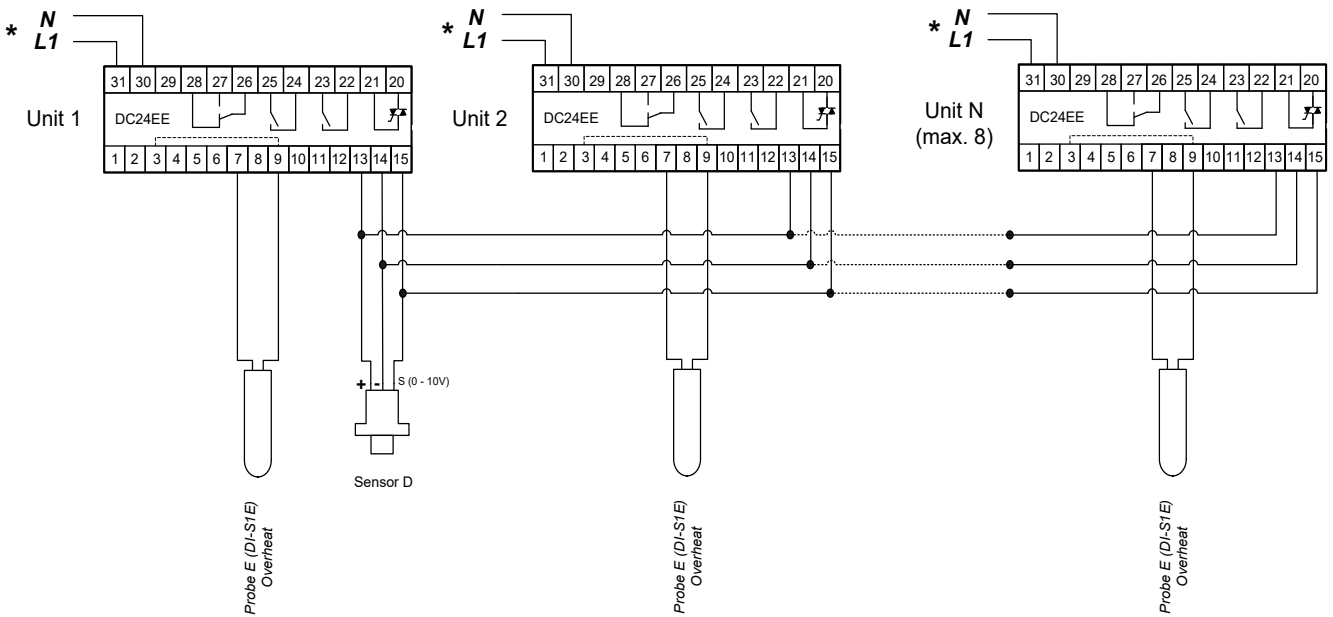 * N
L1
31 30 29 28 27 26 25 24 23 22 21 20
Unit 1
DC24EE
1 2 3 4 5 6 7 8 9 10 11 12 13 14 15
+ - S (0 - 10V)
Sensor D
Probe E (DI-S1E)
Overheat
* N
L1
31 30 29 28 27 26 25 24 23 22 21 20
Unit 2
DC24EE
1 2 3 4 5 6 7 8 9 10 11 12 13 14 15
Probe E (DI-S1E)
Overheat
* N
L1
31 30 29 28 27 26 25 24 23 22 21 20
Unit N
(max. 8)
DC24EE
1 2 3 4 5 6 7 8 9 10 11 12 13 14 15
Probe E (DI-S1E)
Overheat